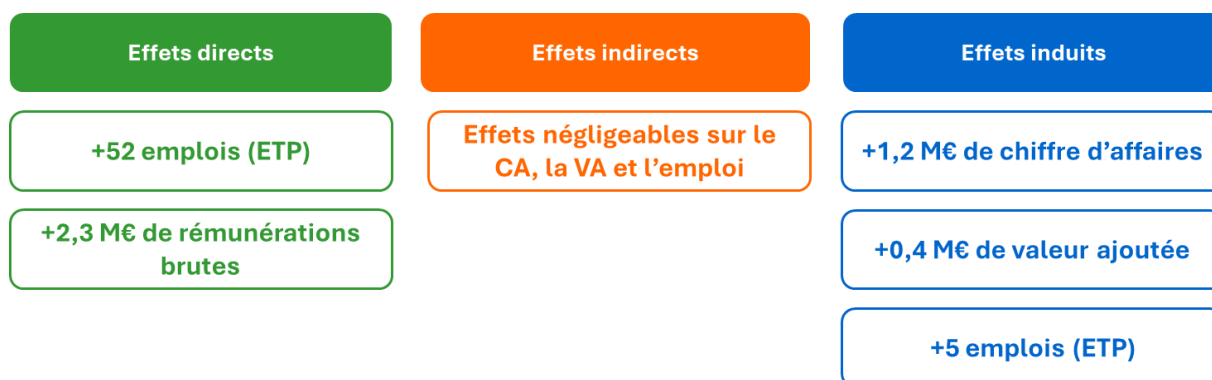 Effets directs
Effets indirects
Effets induits
+52 emplois (ETP)
Effets négligeables sur le
CA, la VA et l’emploi
+1,2 M€ de chiffre d’affaires
+2,3 M€ de rémunérations
brutes
+0,4 M€ de valeur ajoutée
+5 emplois (ETP)